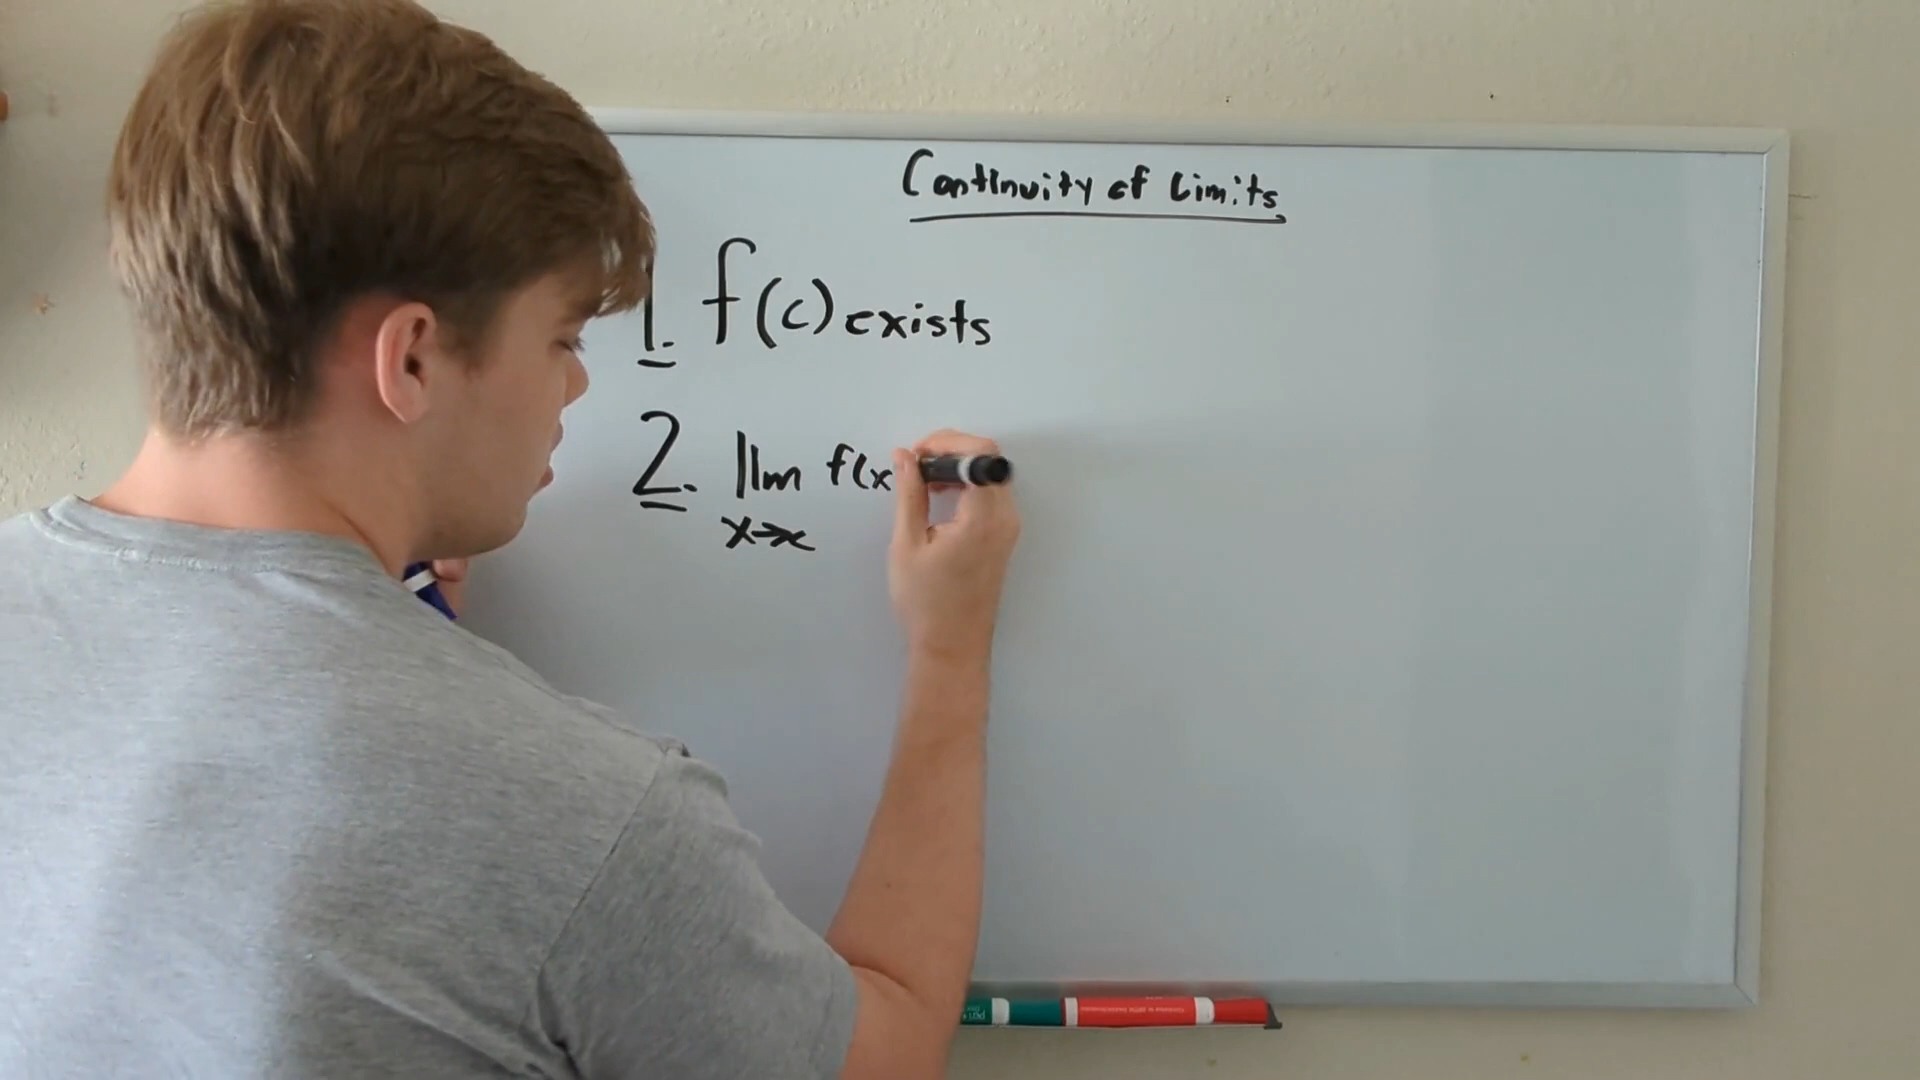 Continuity of Limits
1. f(c) exists
2. lim f(x
x→x